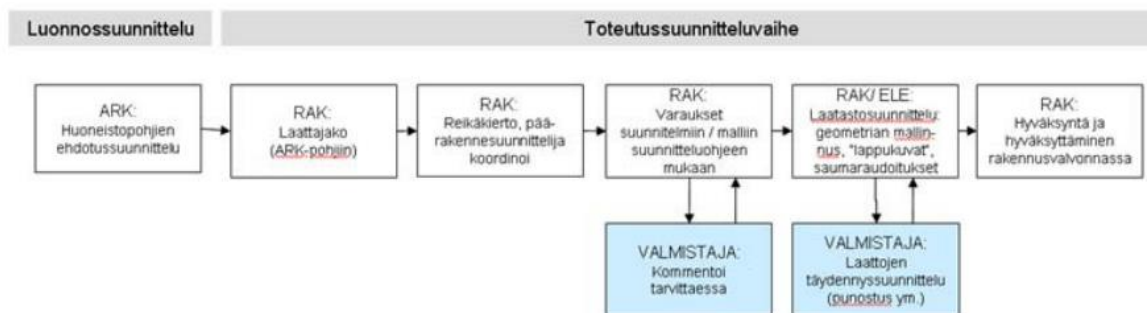 Luonnossuunnittelu
Toteutussuunnitteluvaihe
ARK:
Huoneistopohjien
ehdotussuunnittelu
RAK:
Laattajako
(ARK-pohjiin)
RAK:
Reikäkierto, pää-
rakennesuunnittelija
koordinoi
RAK:
Varaukset
suunnitelmiin / malliin
suunnitteluohjeen
mukaan
RAK/ ELE:
Laatastosuunnittelu:
geometrian mallin-
nus, "lappukuvat",
saumaraudoitukset
RAK:
Hyväksyntä ja
hyväksyttäminen
rakennusvalvonnassa
VALMISTAJA:
Kommentoi
tarvittaessa
VALMISTAJA:
Laattojen
täydennyssuunnittelu
(punostus ym.)